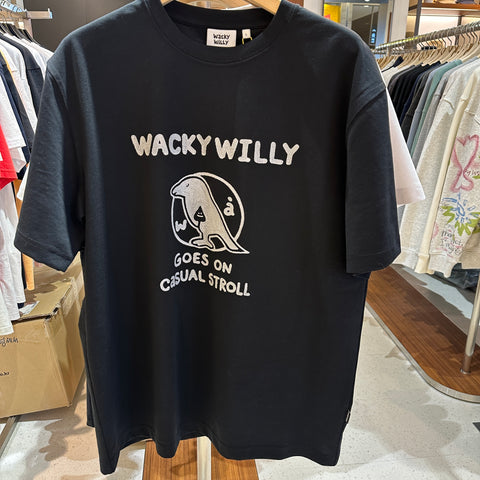 WACKY
WILLY
WACKY WILLY
w å
GOES ON
CaSUAL STROLL